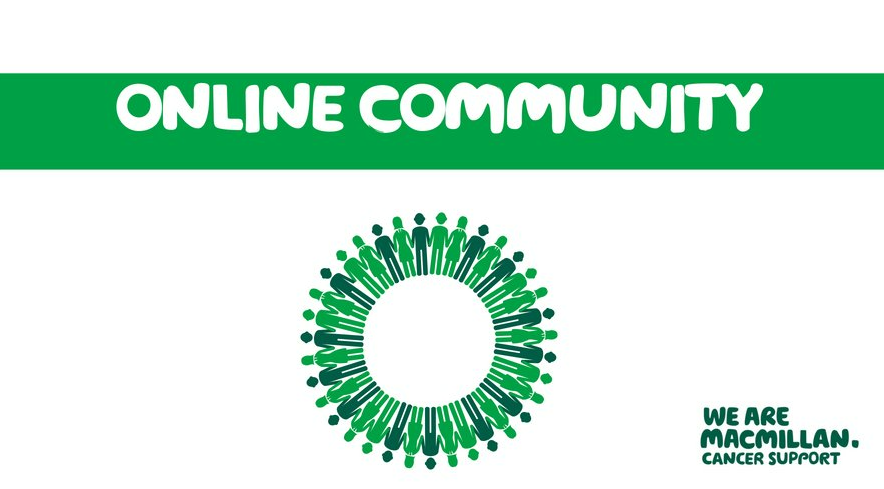 ONLINE COMMUNITY
WE ARE
MACMILLAN.
CANCER SUPPORT